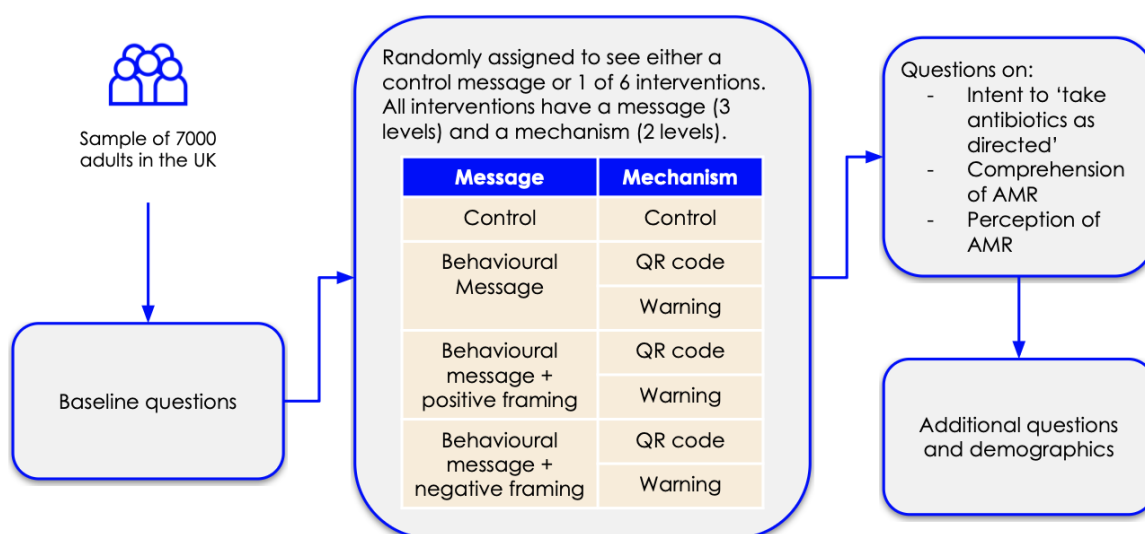 Sample of 7000
adults in the UK
Baseline questions
Randomly assigned to see either a
control message or 1 of 6 interventions.
All interventions have a message (3
levels) and a mechanism (2 levels).
Message
Mechanism
Control
Control
Behavioural
Message
QR code
Warning
Behavioural
message +
positive framing
QR code
Warning
Behavioural
message +
negative framing
QR code
Warning
Questions on:
- Intent to ‘take
antibiotics as
directed’
- Comprehension
of AMR
- Perception of
AMR
Additional questions
and demographics